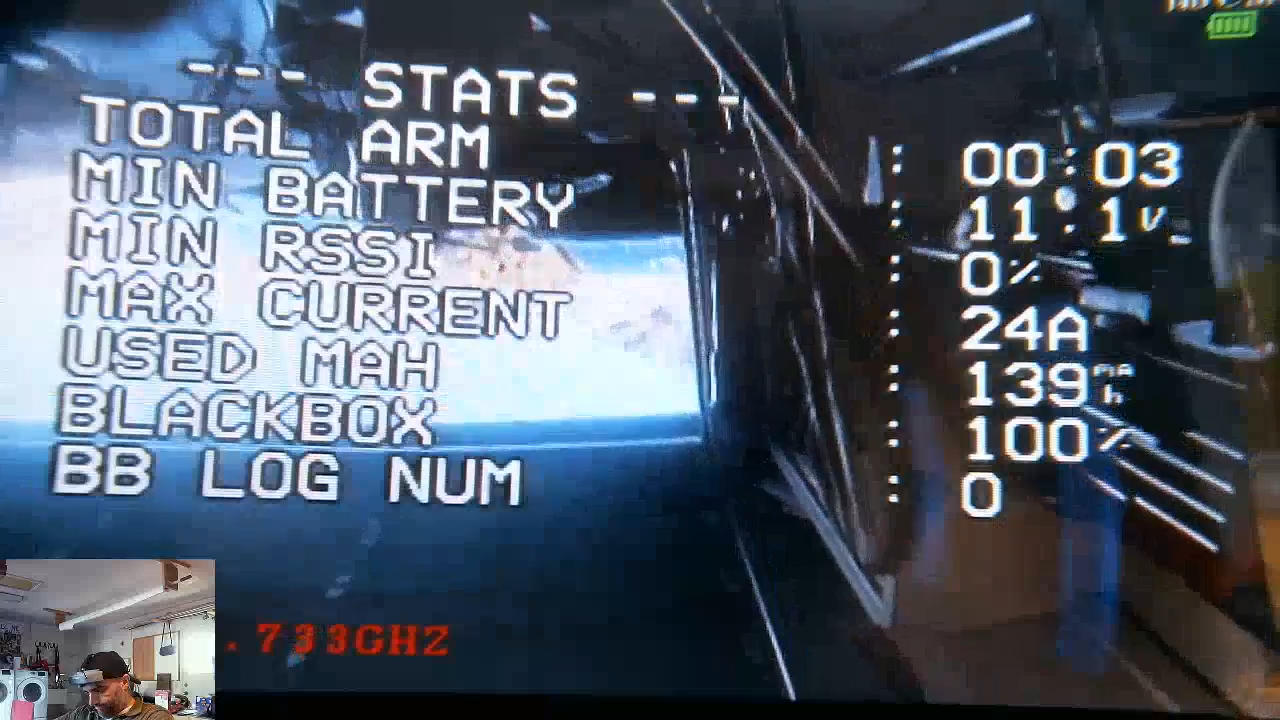 --- STATS ---
TOTAL ARM : 00:03
MIN BATTERY : 11.1V
MIN RSSI : 0%
MAX CURRENT : 24A
USED MAH : 139mAh
BLACKBOX : 100%
BB LOG NUM : 0
.733GHZ